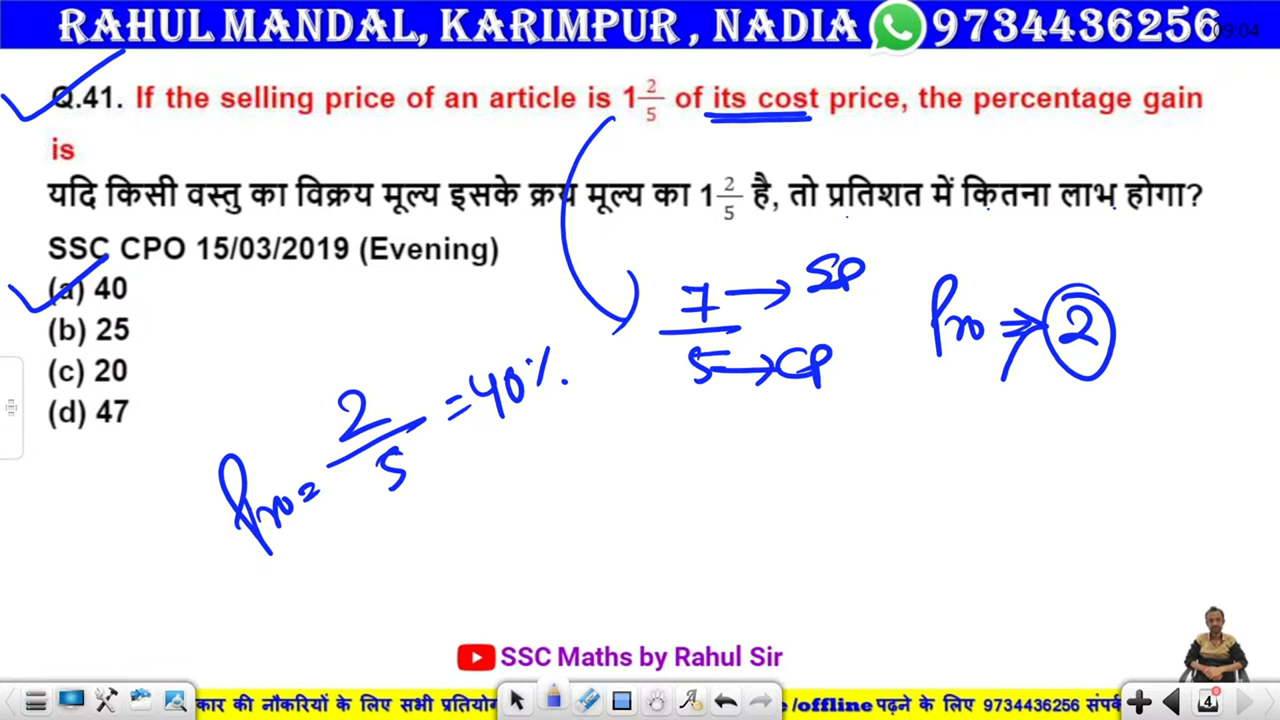 RAHUL MANDAL, KARIMPUR , NADIA 9734436256
09:04
Q.41. If the selling price of an article is 1 2/5 of its cost price, the percentage gain
is
यदि किसी वस्तु का विक्रय मूल्य इसके क्रय मूल्य का 1 2/5 है, तो प्रतिशत में कितना लाभ होगा?
SSC CPO 15/03/2019 (Evening)
(a) 40
(b) 25
(c) 20
(d) 47
7 → SP
5 → CP
Pro ⇒ 2
Pro = 2/5 = 40%
SSC Maths by Rahul Sir
कार की नौकरियों के लिए सभी प्रतियोग
/offline पढ़ने के लिए 9734436256 संपर्क
4